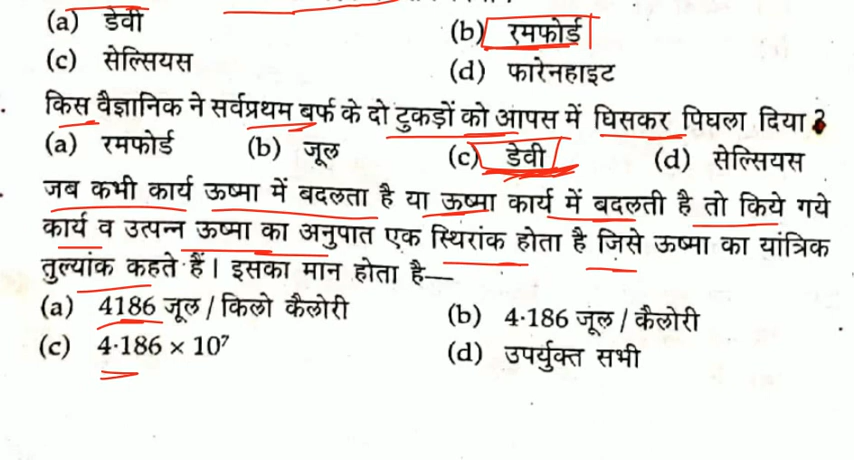 (a) डेवी (b) रमफोर्ड
(c) सेल्सियस (d) फारेनहाइट
किस वैज्ञानिक ने सर्वप्रथम बर्फ के दो टुकड़ों को आपस में घिसकर पिघला दिया ?
(a) रमफोर्ड (b) जूल (c) डेवी (d) सेल्सियस
जब कभी कार्य ऊष्मा में बदलता है या ऊष्मा कार्य में बदलती है तो किये गये
कार्य व उत्पन्न ऊष्मा का अनुपात एक स्थिरांक होता है जिसे ऊष्मा का यांत्रिक
तुल्यांक कहते हैं। इसका मान होता है—
(a) 4186 जूल / किलो कैलोरी (b) 4·186 जूल / कैलोरी
(c) 4·186 × 10⁷ (d) उपर्युक्त सभी